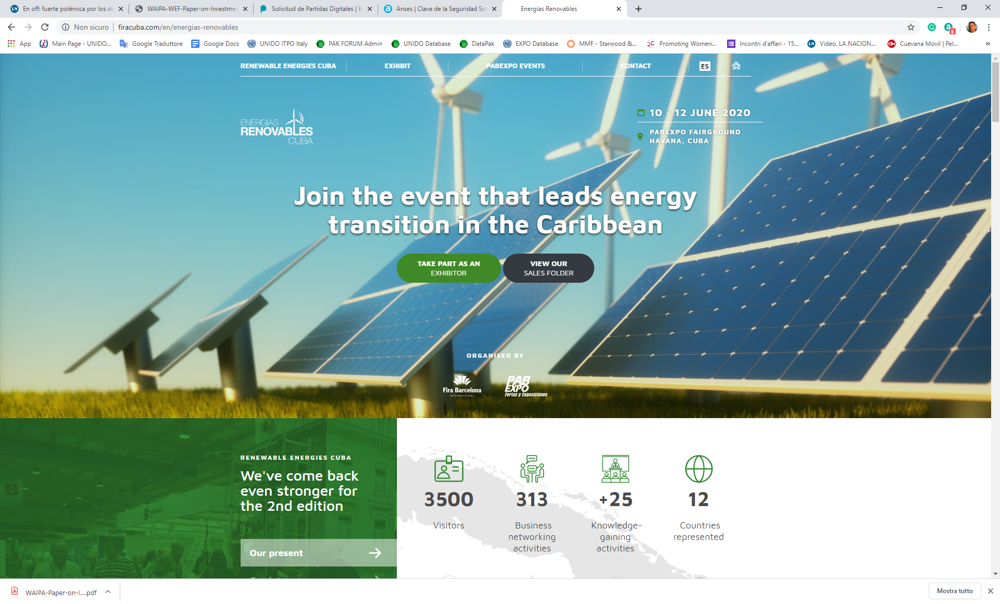 En off: fuerte polémica por los de
WAIPA-WEF-Paper-on-Investmen
Solicitud de Partidas Digitales | B
Anses | Clave de la Seguridad So
Energías Renovables
Non sicuro
firacuba.com/en/energias-renovables
6
App
Main Page - UNIDO...
Google Traduttore
Google Docs
UNIDO ITPO Italy
PAK FORUM Admin
UNIDO Database
DataPak
EXPO Database
MMF - Starwood &...
Promoting Women...
Incontri d'affari - 15...
Video, LA NACION...
Cuevana Movil | Pel...
RENEWABLE ENERGIES CUBA
EXHIBIT
PABEXPO EVENTS
CONTACT
ES
ENERGÍAS
RENOVABLES
CUBA
10 - 12 JUNE 2020
PABEXPO FAIRGROUND
HAVANA, CUBA
Join the event that leads energy
transition in the Caribbean
TAKE PART AS AN
EXHIBITOR
VIEW OUR
SALES FOLDER
ORGANISED BY
Fira Barcelona
INTERNACIONAL
PAB
EXPO
Ferias y Exposiciones
RENEWABLE ENERGIES CUBA
We've come back
even stronger for
the 2nd edition
Our present
3500
Visitors
313
Business
networking
activities
+25
Knowledge-
gaining
activities
12
Countries
represented
WAIPA-Paper-on-I....pdf
Mostra tutto